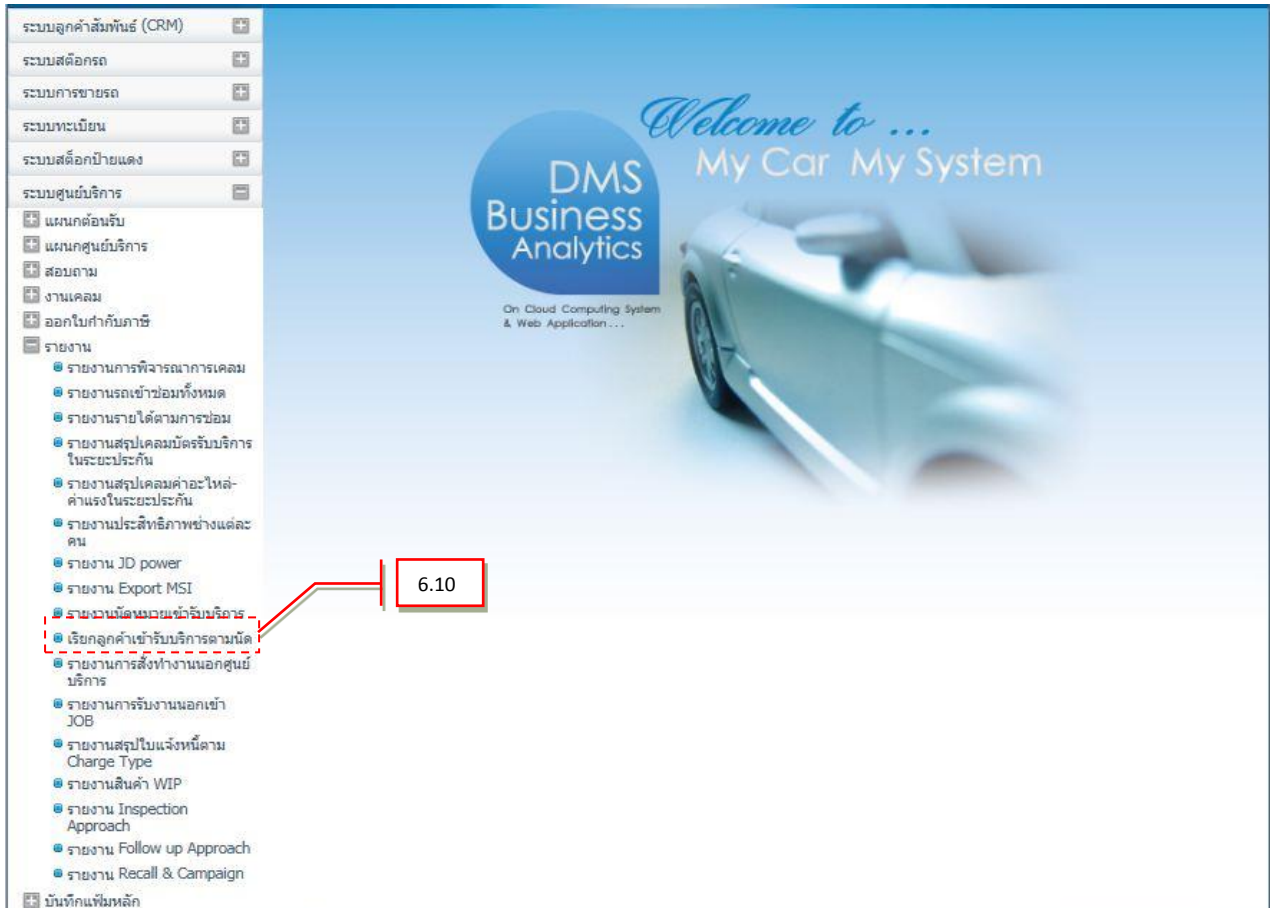 ระบบลูกค้าสัมพันธ์ (CRM)
ระบบสต๊อกรถ
ระบบการขายรถ
ระบบทะเบียน
ระบบสต๊อกป้ายแดง
ระบบศูนย์บริการ
แผนกต้อนรับ
แผนกศูนย์บริการ
สอบถาม
งานเคลม
ออกใบกำกับภาษี
รายงาน
รายงานการพิจารณาการเคลม
รายงานรถเข้าซ่อมทั้งหมด
รายงานรายได้ตามการซ่อม
รายงานสรุปเคลมบัตรรับบริการ
ในระยะประกัน
รายงานสรุปเคลมค่าอะไหล่-
ค่าแรงในระยะประกัน
รายงานประสิทธิภาพช่างแต่ละ
คน
รายงาน JD power
รายงาน Export MSI
รายงานนัดหมายเข้ารับบริการ
เรียกลูกค้าเข้ารับบริการตามนัด
รายงานการสั่งทำงานนอกศูนย์
บริการ
รายงานการรับงานนอกเข้า
JOB
รายงานสรุปใบแจ้งหนี้ตาม
Charge Type
รายงานสินค้า WIP
รายงาน Inspection
Approach
รายงาน Follow up Approach
รายงาน Recall & Campaign
บันทึกแฟ้มหลัก
Welcome to ...
My Car My System
DMS
Business
Analytics
On Cloud Computing System
& Web Application...
6.10